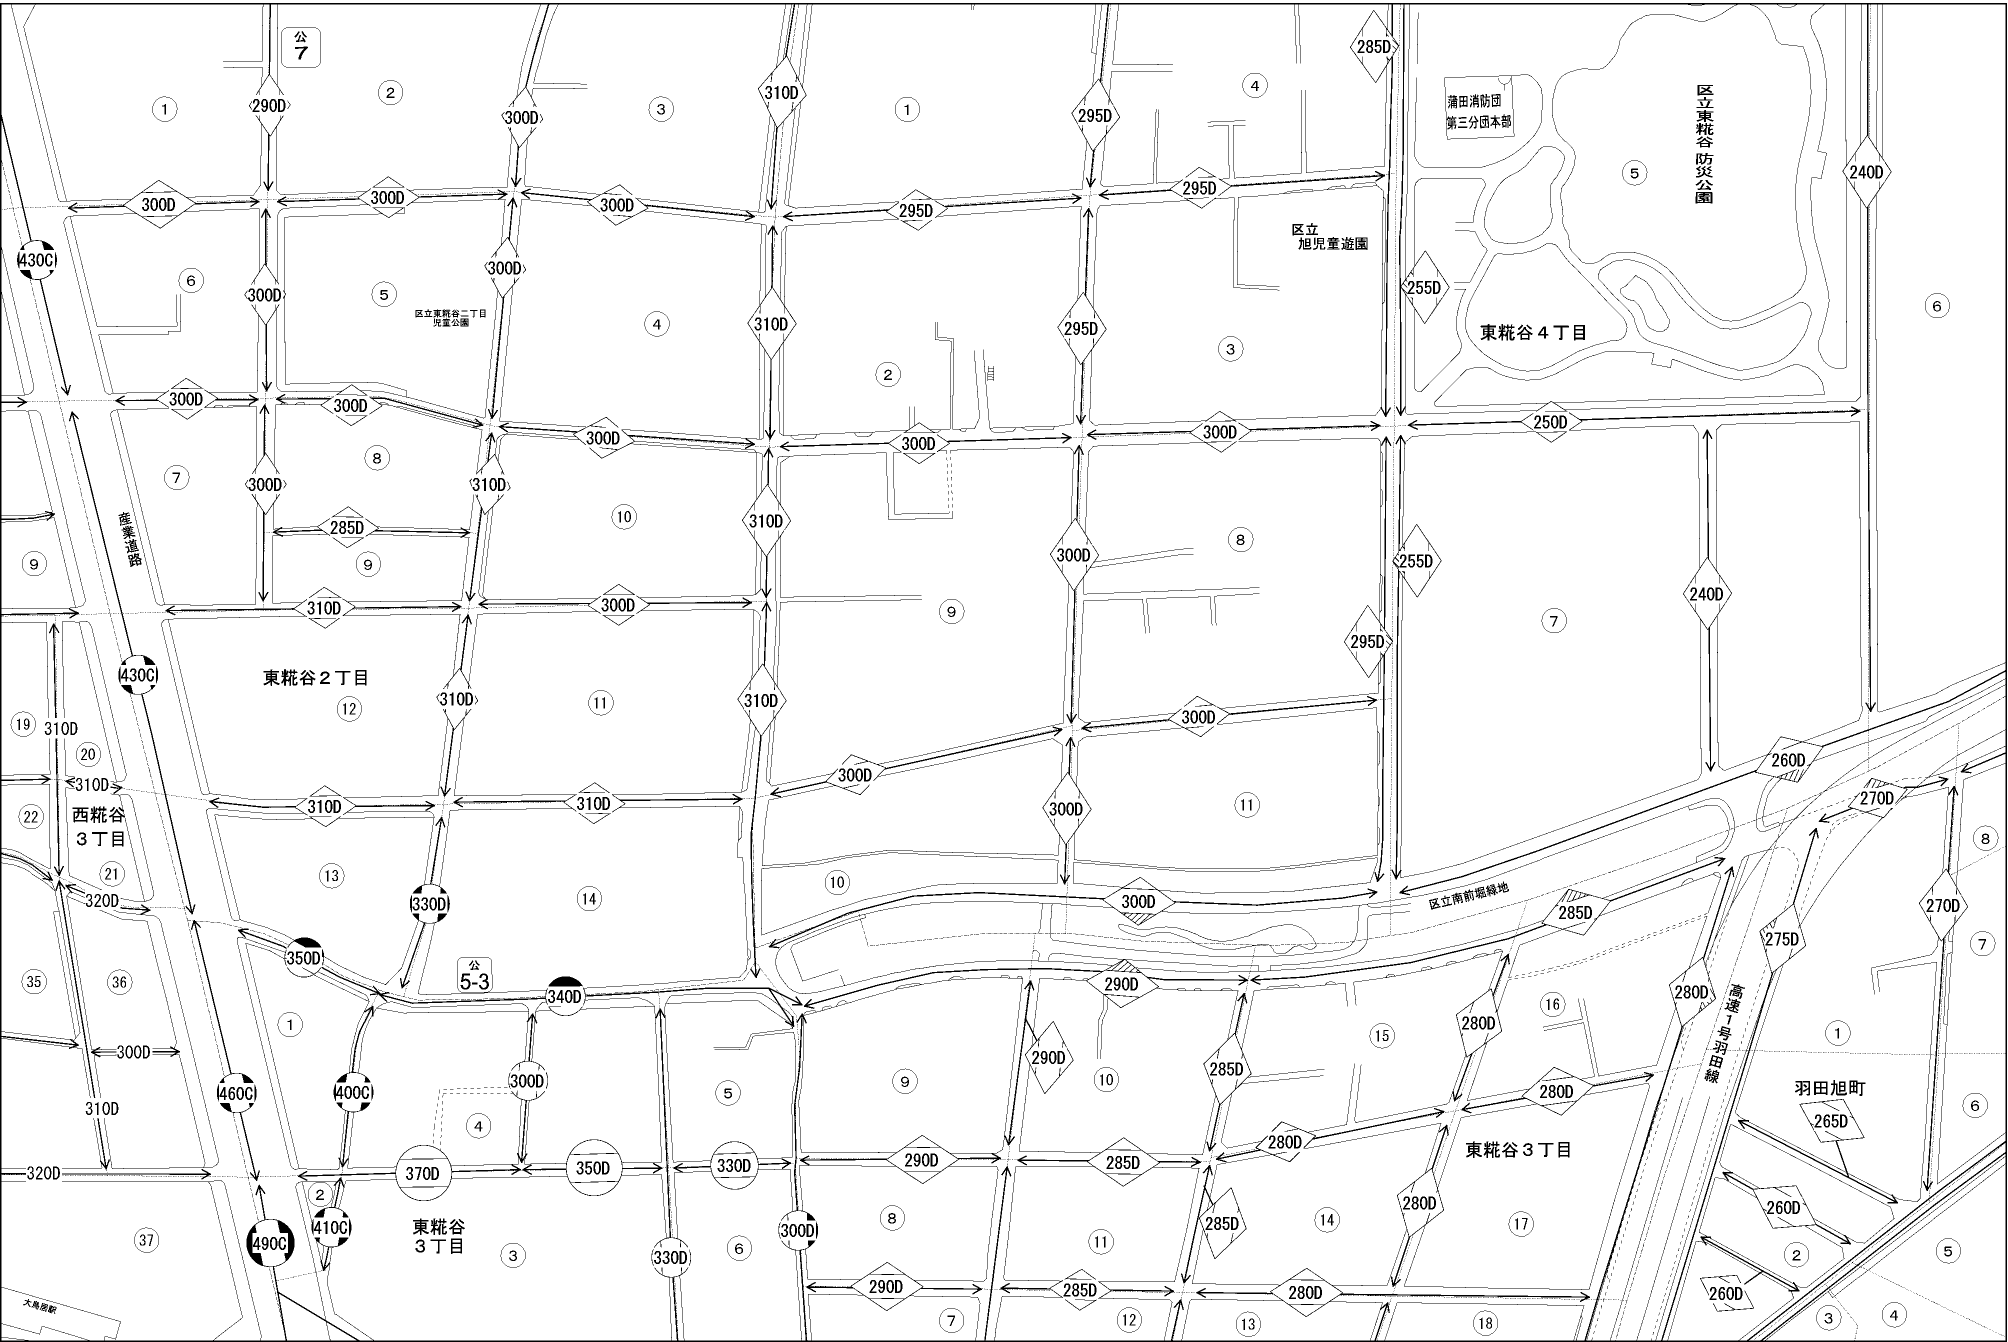 公
7
285D
①
290D
②
300D
③
310D
①
295D
④
蒲田消防団
第三分団本部
区立東糀谷防災公園
⑤
240D
300D
300D
300D
295D
295D
区立
旭児童遊園
430C
⑥
300D
⑤
300D
区立東糀谷二丁目
児童公園
④
310D
295D
③
255D
東糀谷4丁目
⑥
②
300D
300D
300D
300D
300D
250D
⑦
300D
⑧
310D
⑩
310D
285D
産業道路
⑨
⑨
300D
⑧
255D
240D
310D
300D
⑨
295D
⑦
430C
東糀谷2丁目
⑫
310D
⑪
310D
300D
⑲
310D
⑳
310D
300D
260D
270D
西糀谷
3丁目
㉒
310D
310D
300D
⑪
⑧
㉑
320D
⑬
330D
⑭
⑩
300D
区立南前堀緑地
285D
270D
275D
⑦
350D
公
5-3
340D
290D
280D
高速1号羽田線
㉟
㊱
①
290D
280D
⑯
⑮
①
300D
310D
460C
400C
300D
⑤
④
⑨
⑩
285D
280D
羽田旭町
265D
⑥
320D
370D
350D
330D
290D
285D
280D
東糀谷3丁目
②
410C
490C
㊲
東糀谷
3丁目
③
330D
⑥
300D
⑧
⑪
285D
⑭
280D
⑰
260D
②
⑤
大鳥居駅
290D
285D
280D
260D
⑦
⑫
⑬
⑱
③
④